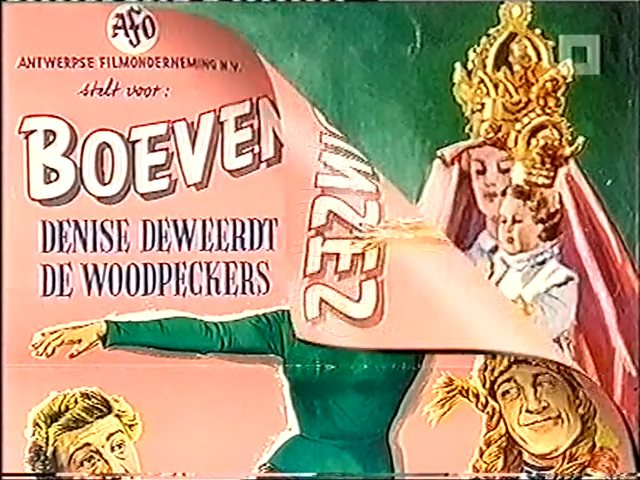 AFO
ANTWERPSE FILMONDERNEMING N.V.
stelt voor:
BOEVEN
DENISE DEWEERDT
DE WOODPECKERS